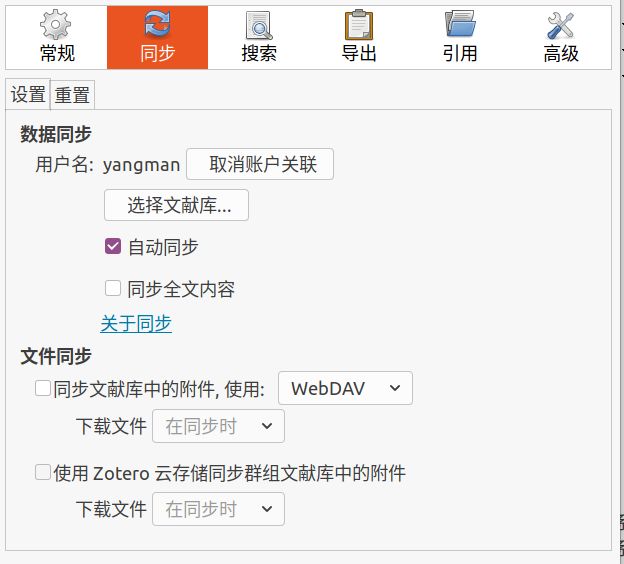 常规 同步 搜索 导出 引用 高级
设置 重置
数据同步
用户名: yangman 取消账户关联
选择文献库...
自动同步
同步全文内容
关于同步
文件同步
同步文献库中的附件, 使用: WebDAV
下载文件 在同步时
使用 Zotero 云存储同步群组文献库中的附件
下载文件 在同步时